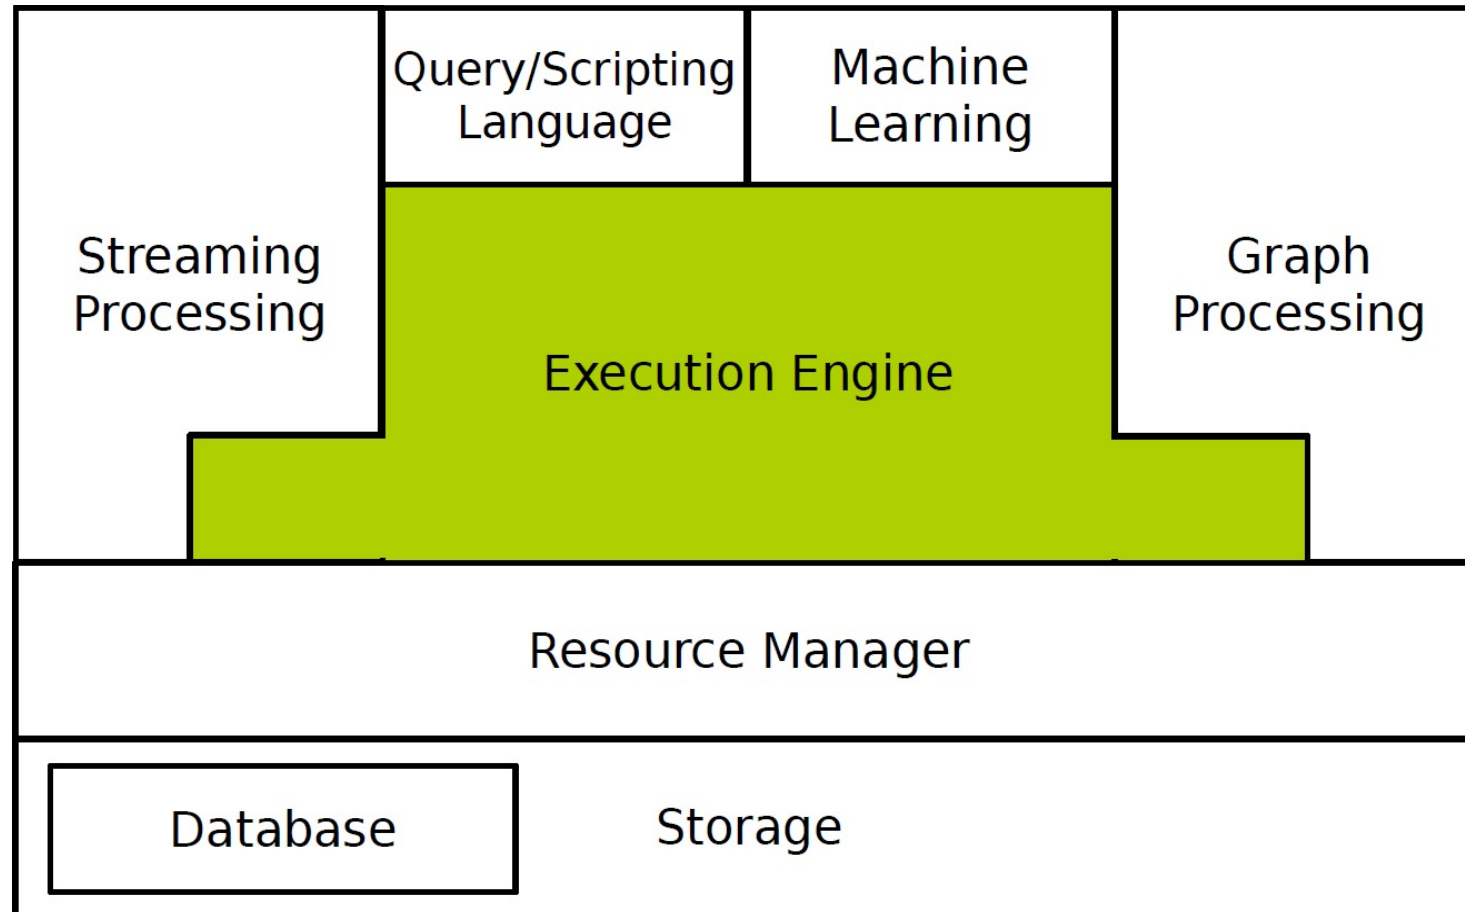 Query/Scripting
Language
Machine
Learning
Streaming
Processing
Graph
Processing
Execution Engine
Resource Manager
Database
Storage